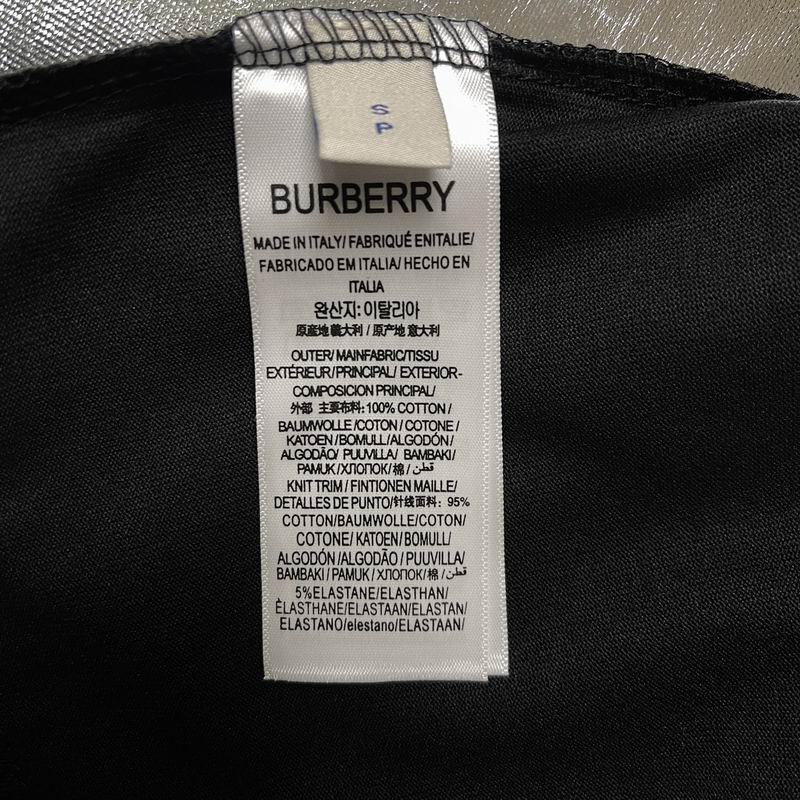 S
P
BURBERRY
MADE IN ITALY/ FABRIQUÉ ENITALIE/
FABRICADO EM ITALIA/ HECHO EN
ITALIA
완산지: 이탈리아
原産地 義大利 / 原产地 意大利
OUTER/ MAINFABRIC/TISSU
EXTÉRIEUR/PRINCIPAL/ EXTERIOR-
COMPOSICION PRINCIPAL/
外部 主要布料: 100% COTTON /
BAUMWOLLE /COTON / COTONE /
KATOEN / BOMULL/ALGODÓN/
ALGODÃO/ PUUVILLA/ BAMBAKI/
PAMUK /ХЛОПОК/ 棉 / قطن
KNIT TRIM / FINTIONEN MAILLE/
DETALLES DE PUNTO/针线面料: 95%
COTTON/BAUMWOLLE/COTON/
COTONE/ KATOEN/ BOMULL/
ALGODÓN /ALGODÃO / PUUVILLA/
BAMBAKI / PAMUK / ХЛОПОК/ 棉 / قطن
5%ELASTANE/ELASTHAN/
ÈLASTHANE/ELASTAAN/ELASTAN/
ELASTANO/elestano/ELASTAAN/